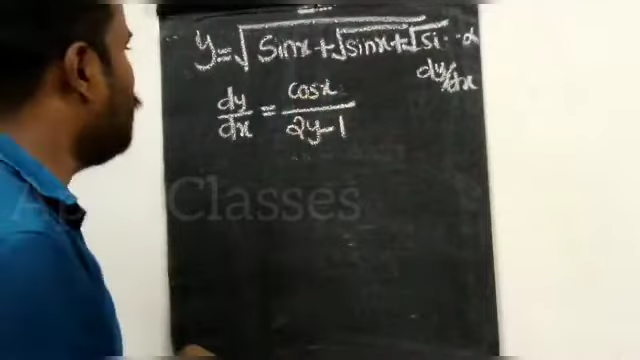 y=√sinx+√sinx+√si..∝
dy/dx
dy/dx = cosx/2y-1
Classes